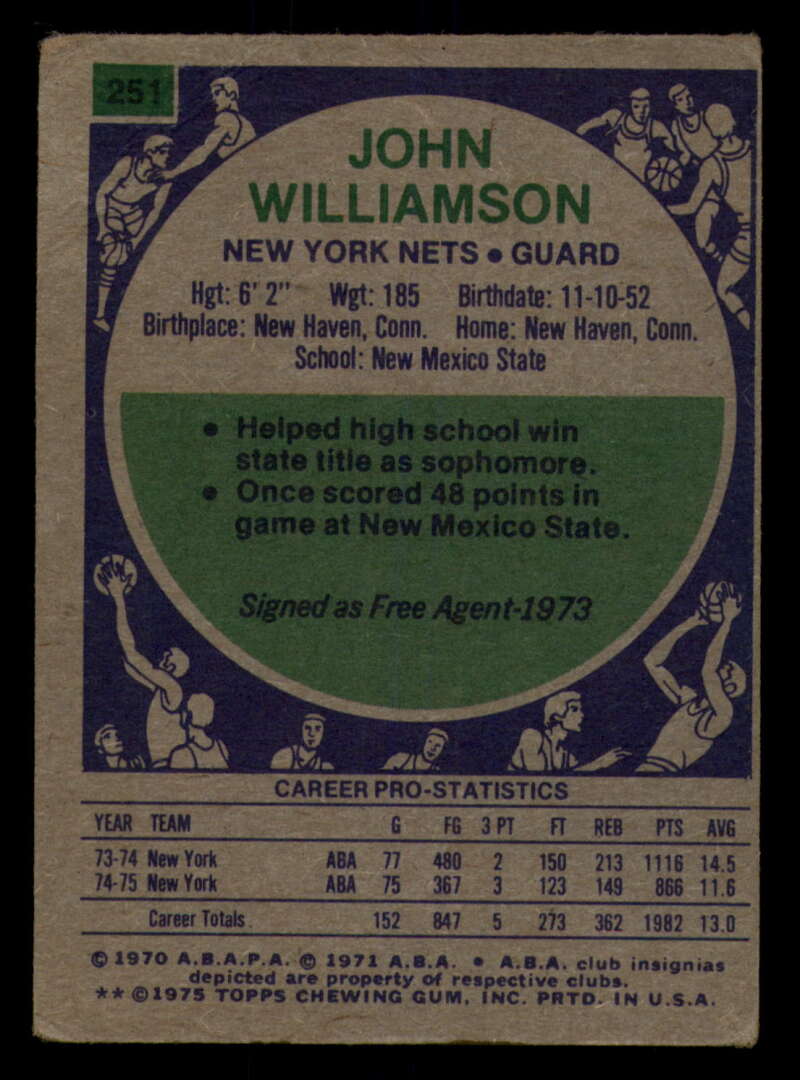 251
JOHN
WILLIAMSON
NEW YORK NETS • GUARD
Hgt: 6' 2" Wgt: 185 Birthdate: 11-10-52
Birthplace: New Haven, Conn. Home: New Haven, Conn.
School: New Mexico State
• Helped high school win
state title as sophomore.
• Once scored 48 points in
game at New Mexico State.
Signed as Free Agent-1973
CAREER PRO-STATISTICS
YEAR TEAM G FG 3 PT FT REB PTS AVG
73-74 New York ABA 77 480 2 150 213 1116 14.5
74-75 New York ABA 75 367 3 123 149 866 11.6
Career Totals 152 847 5 273 362 1982 13.0
© 1970 A.B.A.P.A. © 1971 A.B.A. • A.B.A. club insignias
depicted are property of respective clubs.
** © 1975 TOPPS CHEWING GUM, INC. PRTD. IN U.S.A.